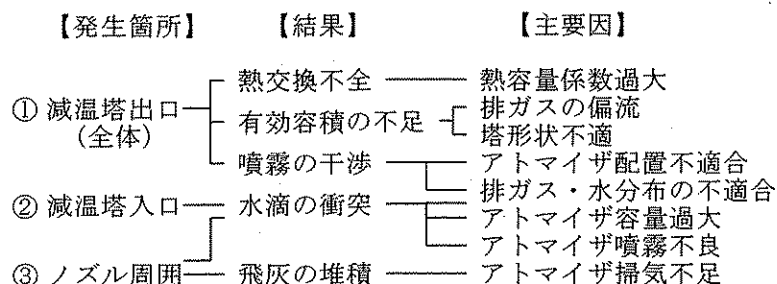 【発生箇所】 【結果】 【主要因】
熱交換不全 熱容量係数過大
① 減温塔出口 有効容積の不足 排ガスの偏流
(全体) 塔形状不適
噴霧の干渉 アトマイザ配置不適合
排ガス・水分布の不適合
② 減温塔入口 水滴の衝突 アトマイザ容量過大
アトマイザ噴霧不良
③ ノズル周囲 飛灰の堆積 アトマイザ掃気不足